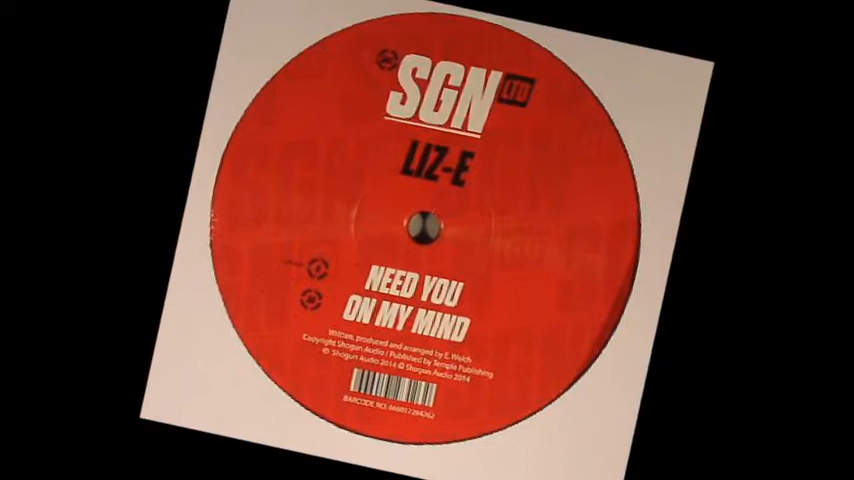 SGN LTD
LIZ-E
NEED YOU
ON MY MIND
Written, produced and arranged by E. Welch
Copyright Shogun Audio / Published by Temple Publishing
℗ Shogun Audio 2014 © Shogun Audio 2014
BARCODE NO: